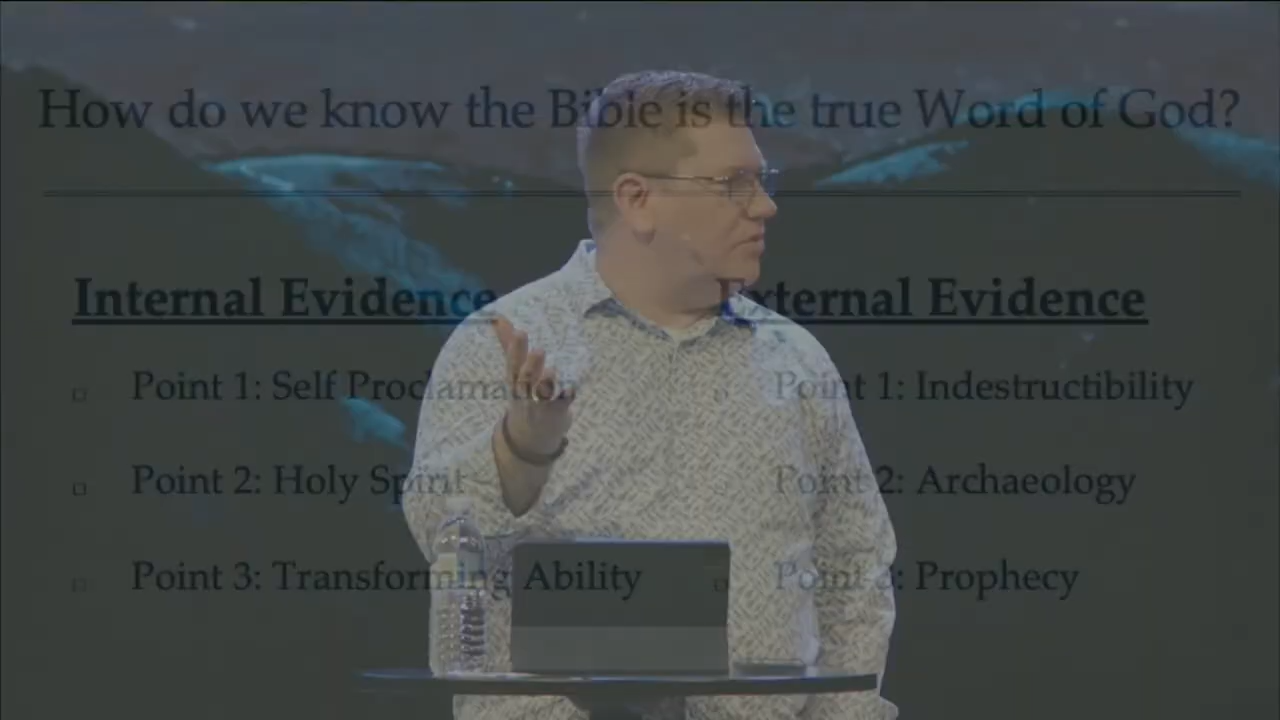 How do we know the Bible is the true Word of God?
Internal Evidence
Point 1: Self Proclamation
Point 2: Holy Spirit
Point 3: Transforming Ability
External Evidence
Point 1: Indestructibility
Point 2: Archaeology
Point 3: Prophecy